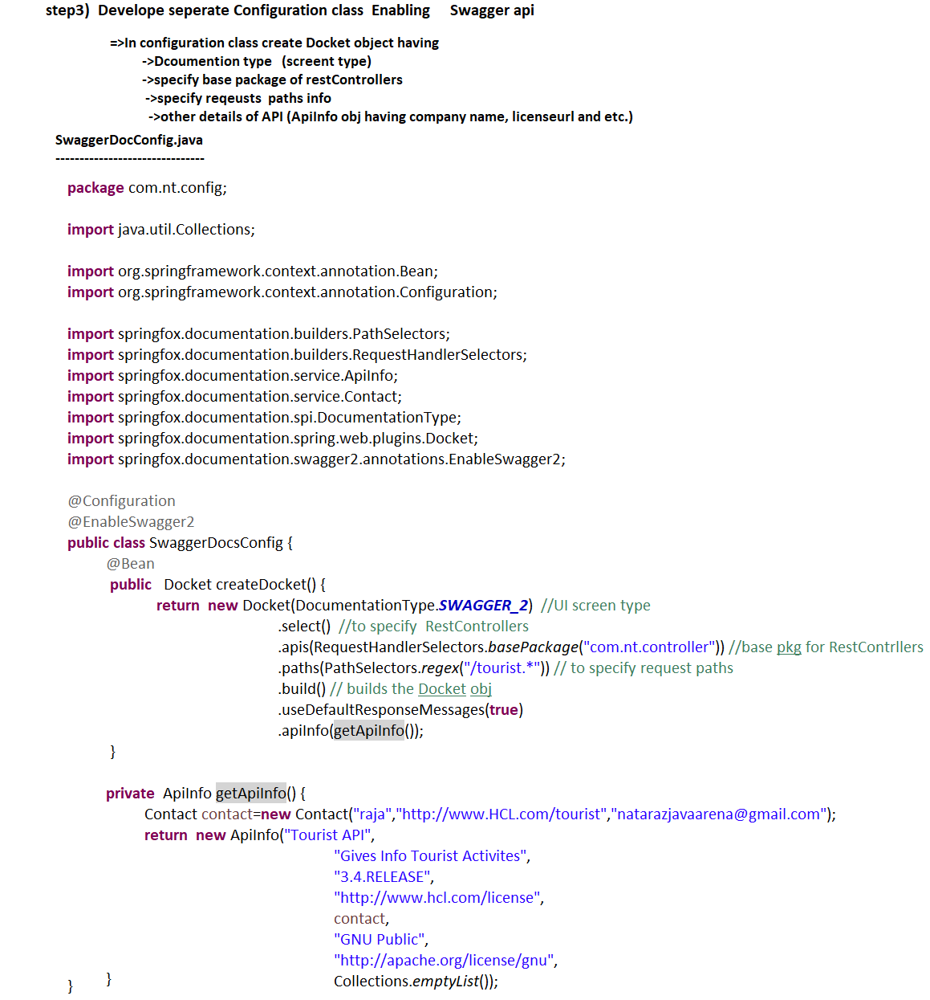 step3) Develope seperate Configuration class Enabling Swagger api
=>In configuration class create Docket object having
->Dcoumention type (screent type)
->specify base package of restControllers
->specify reqeusts paths info
->other details of API (ApiInfo obj having company name, licenseurl and etc.)
SwaggerDocConfig.java
-------------------------------
package com.nt.config;
import java.util.Collections;
import org.springframework.context.annotation.Bean;
import org.springframework.context.annotation.Configuration;
import springfox.documentation.builders.PathSelectors;
import springfox.documentation.builders.RequestHandlerSelectors;
import springfox.documentation.service.ApiInfo;
import springfox.documentation.service.Contact;
import springfox.documentation.spi.DocumentationType;
import springfox.documentation.spring.web.plugins.Docket;
import springfox.documentation.swagger2.annotations.EnableSwagger2;
@Configuration
@EnableSwagger2
public class SwaggerDocsConfig {
@Bean
public Docket createDocket() {
return new Docket(DocumentationType.SWAGGER_2) //UI screen type
.select() //to specify RestControllers
.apis(RequestHandlerSelectors.basePackage("com.nt.controller")) //base pkg for RestContrllers
.paths(PathSelectors.regex("/tourist.*")) // to specify request paths
.build() // builds the Docket obj
.useDefaultResponseMessages(true)
.apiInfo(getApiInfo());
}
private ApiInfo getApiInfo() {
Contact contact=new Contact("raja","http://www.HCL.com/tourist","natarazjavaarena@gmail.com");
return new ApiInfo("Tourist API",
"Gives Info Tourist Activites",
"3.4.RELEASE",
"http://www.hcl.com/license",
contact,
"GNU Public",
"http://apache.org/license/gnu",
Collections.emptyList());
}
}